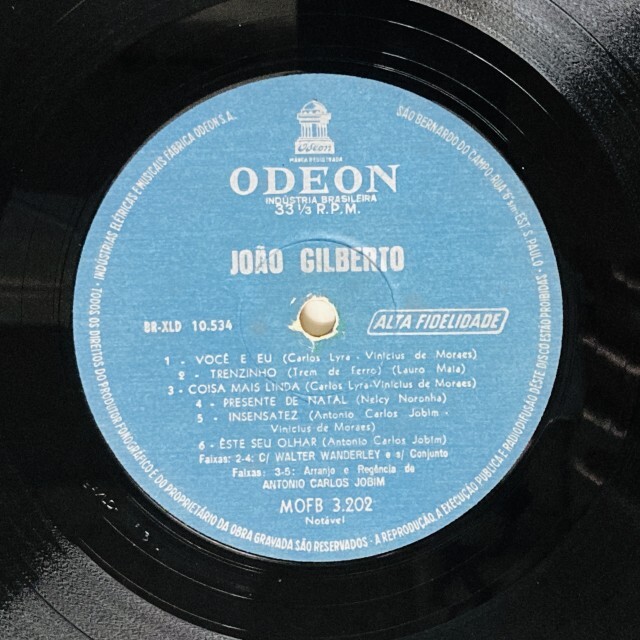 Odeon
MARCA REGISTRADA
ODEON
INDÚSTRIA BRASILEIRA
33 1/3 R.P.M.
JOÃO GILBERTO
BR-XLD 10.534
ALTA FIDELIDADE
1 - VOCÊ E EU (Carlos Lyra - Vinícius de Moraes)
2 - TRENZINHO (Trem de Ferro) (Lauro Maia)
3 - COISA MAIS LINDA (Carlos Lyra - Vinícius de Moraes)
4 - PRESENTE DE NATAL (Nelcy Noronha)
5 - INSENSATEZ (Antonio Carlos Jobim -
Vinícius de Moraes)
6 - ÊSTE SEU OLHAR (Antonio Carlos Jobim)
Faixas: 2-4: C/ WALTER WANDERLEY e s/ Conjunto
Faixas: 3-5: Arranjo e Regência de
ANTONIO CARLOS JOBIM
MOFB 3.202
Notável
INDÚSTRIAS ELÉTRICAS E MUSICAIS FÁBRICA ODEON S.A.
SÃO BERNARDO DO CAMPO, RUA S. PAULO
TODOS OS DIREITOS DO PRODUTOR FONOGRÁFICO E DO PROPRIETÁRIO DA OBRA GRAVADA SÃO RESERVADOS - A REPRODUÇÃO A EXECUÇÃO PÚBLICA E RADIODIFUSÃO DESTE DISCO ESTÃO PROIBIDAS -